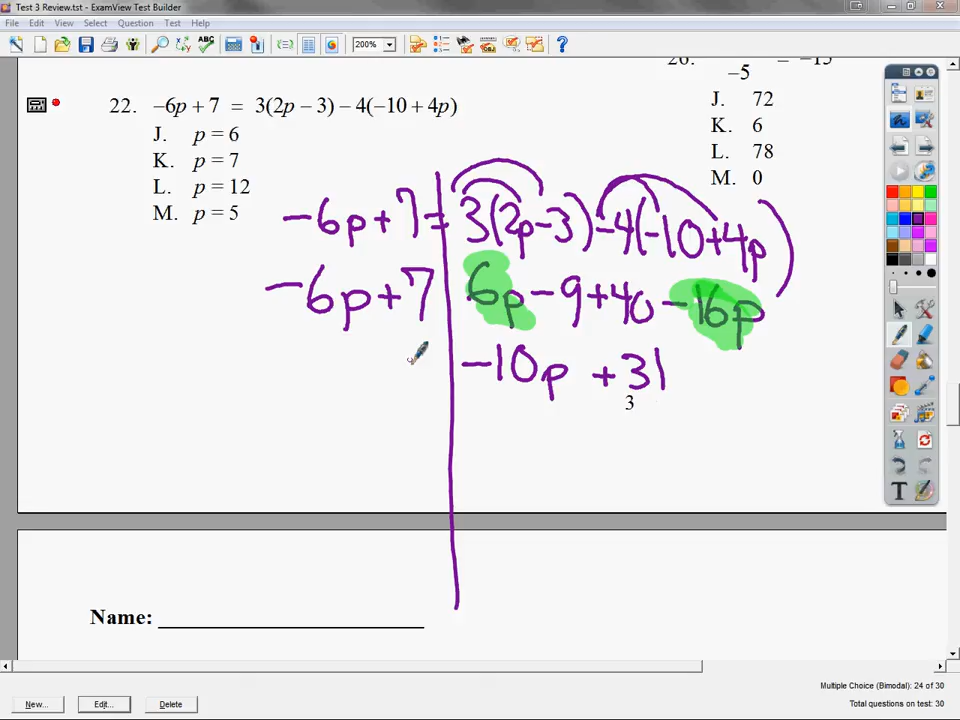 Test 3 Review.tst - ExamView Test Builder
File Edit View Select Question Test Help
ABC 200% ?
22. −6p + 7 = 3(2p − 3) − 4(−10 + 4p)
J. p = 6
K. p = 7
L. p = 12
M. p = 5
−5
J. 72
K. 6
L. 78
M. 0
-6p+7=3(2p-3)-4(-10+4p)
-6p+7 6p-9+40-16p
-10p +31
3
T
Name:
Multiple Choice (Bimodal): 24 of 30
New... Edit... Delete
Total questions on test: 30